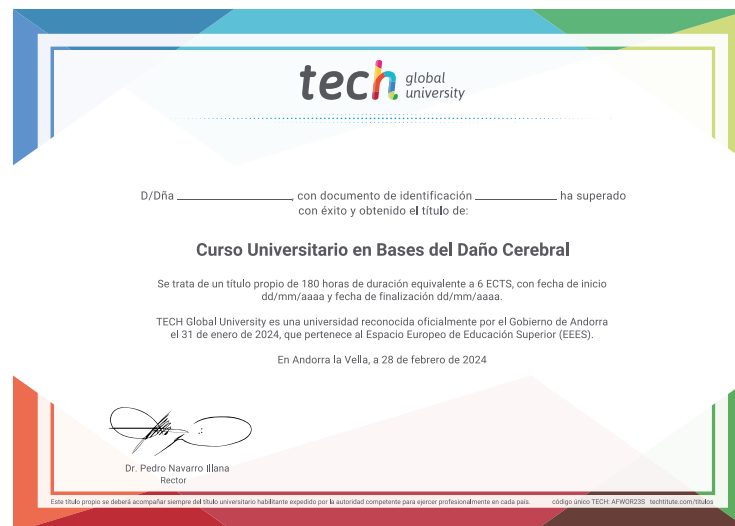 tech global university
D/Dña ____________________, con documento de identificación ______________ ha superado
con éxito y obtenido el título de:
Curso Universitario en Bases del Daño Cerebral
Se trata de un título propio de 180 horas de duración equivalente a 6 ECTS, con fecha de inicio
dd/mm/aaaa y fecha de finalización dd/mm/aaaa.
TECH Global University es una universidad reconocida oficialmente por el Gobierno de Andorra
el 31 de enero de 2024, que pertenece al Espacio Europeo de Educación Superior (EEES).
En Andorra la Vella, a 28 de febrero de 2024
Dr. Pedro Navarro Illana
Rector
Este título propio se deberá acompañar siempre del título universitario habilitante expedido por la autoridad competente para ejercer profesionalmente en cada país. código único TECH: AFWOR23S techtitute.com/titulos